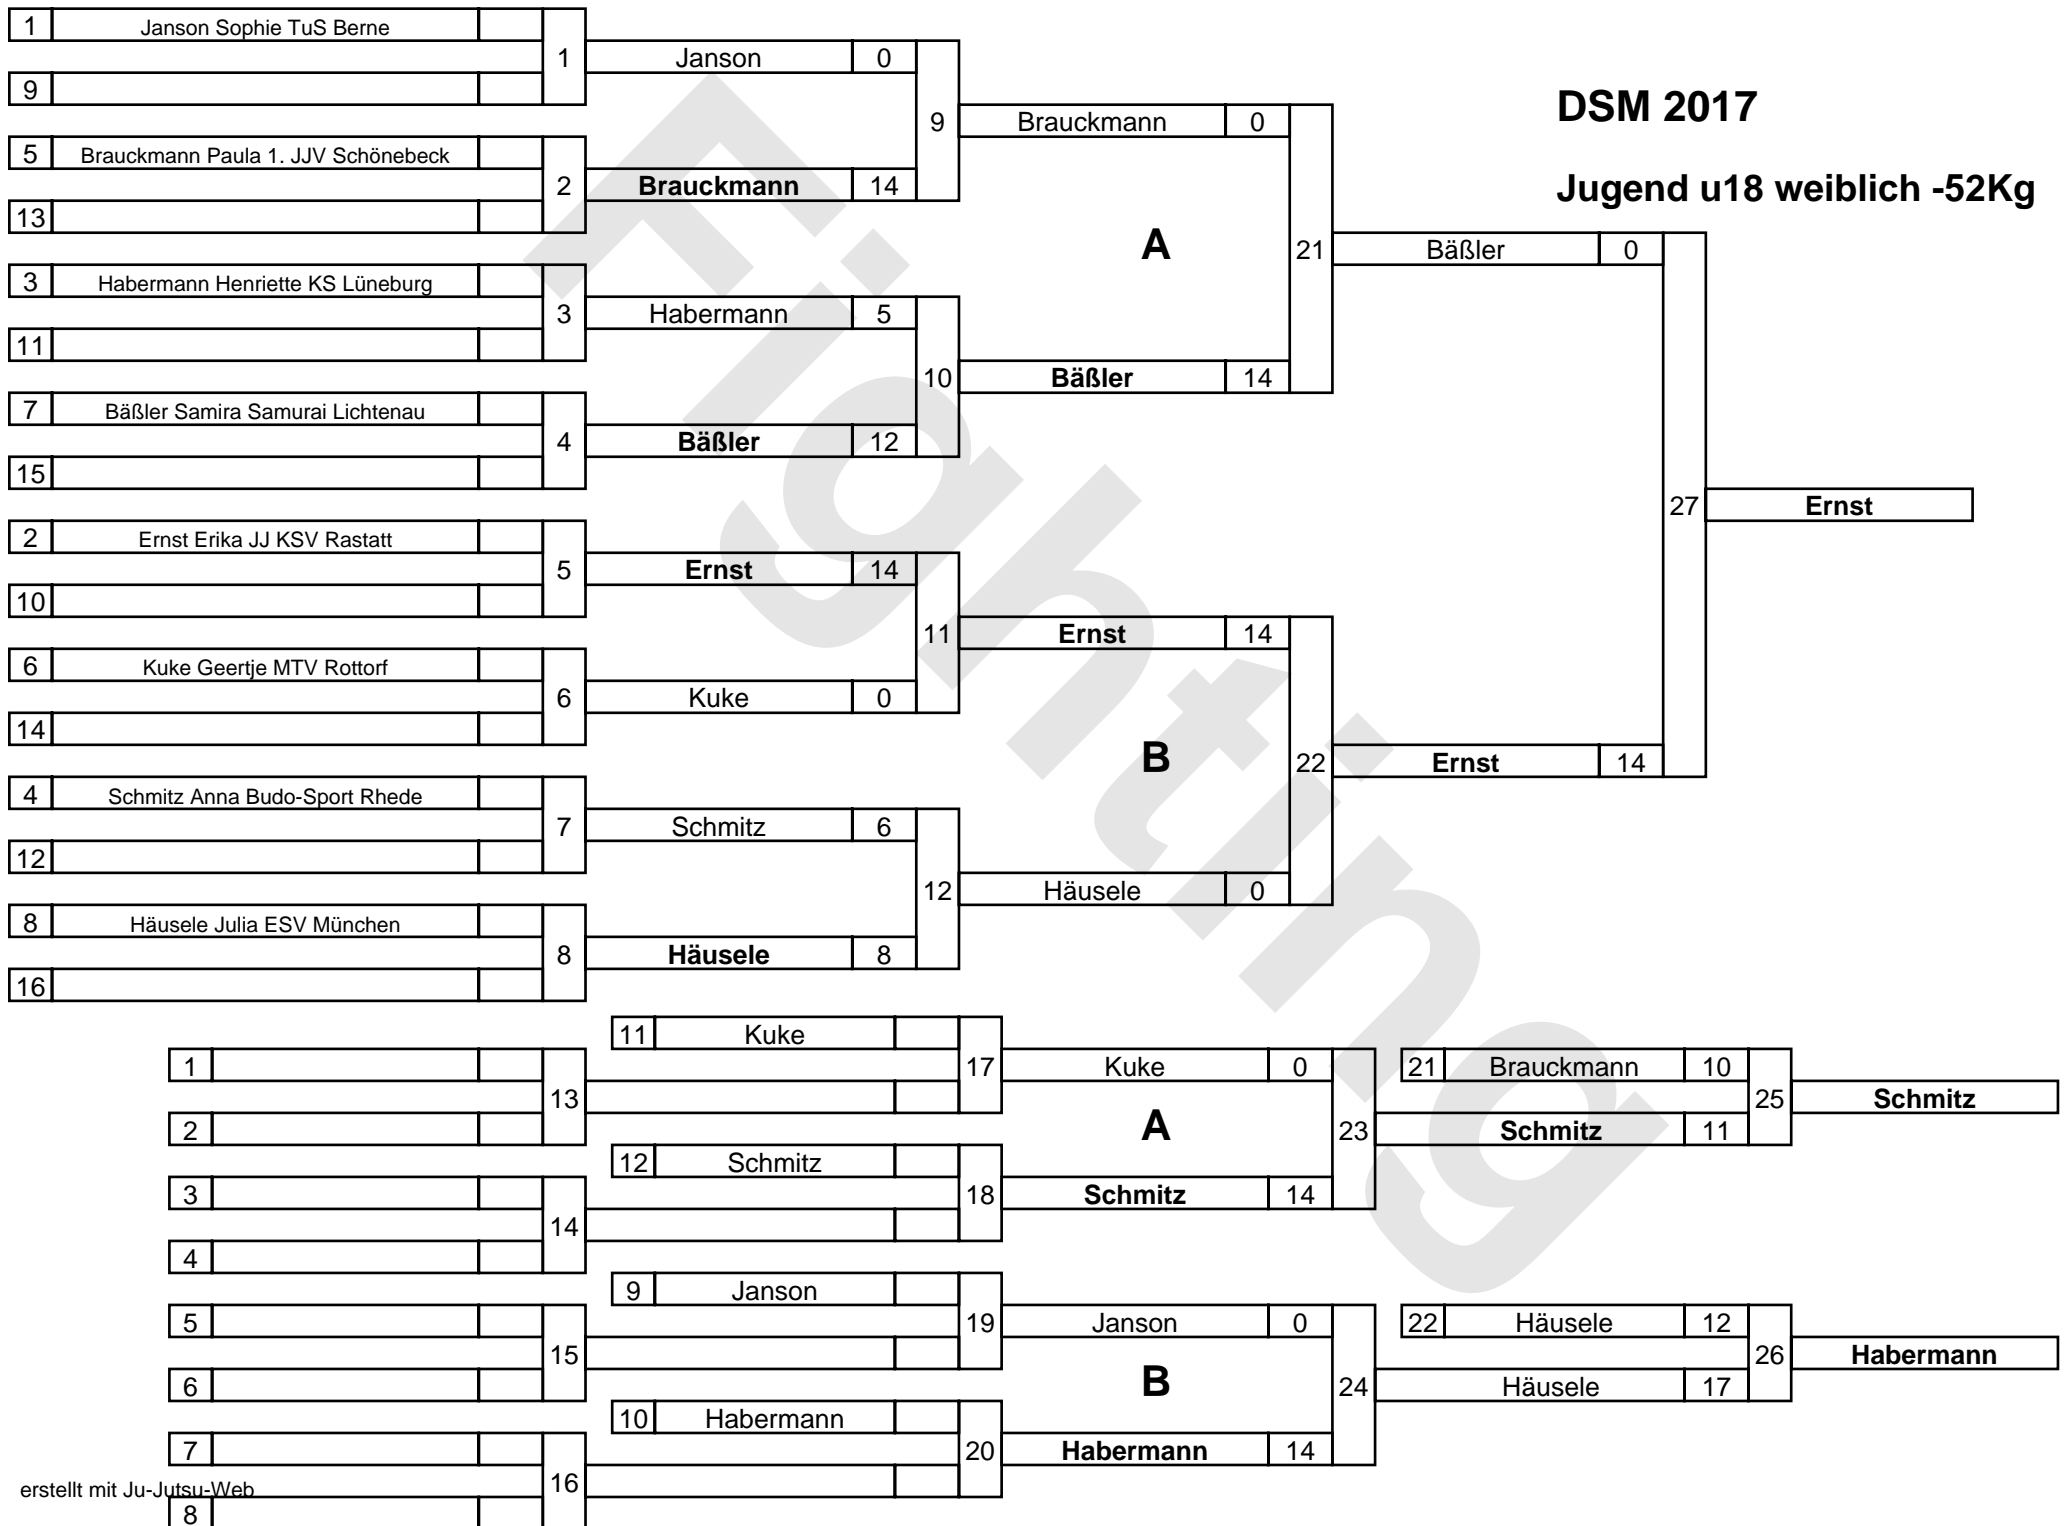 DSM 2017
Jugend u18 weiblich -52Kg
1 Janson Sophie TuS Berne
9
1
5 Brauckmann Paula 1. JJV Schönebeck
13
2
3 Habermann Henriette KS Lüneburg
11
3
7 Bäßler Samira Samurai Lichtenau
15
4
2 Ernst Erika JJ KSV Rastatt
10
5
6 Kuke Geertje MTV Rottorf
14
6
4 Schmitz Anna Budo-Sport Rhede
12
7
8 Häusele Julia ESV München
16
8
Janson 0
Brauckmann 14
9
Habermann 5
Bäßler 12
10
Ernst 14
Kuke 0
11
Schmitz 6
Häusele 8
12
Brauckmann 0
A
Bäßler 14
21
Ernst 14
B
Häusele 0
22
Bäßler 0
Ernst 14
27
Ernst
1
2
13
3
4
14
5
6
15
7
8
16
11 Kuke
17
12 Schmitz
18
9 Janson
19
10 Habermann
20
Kuke 0
A
Schmitz 14
23
Janson 0
B
Habermann 14
24
21 Brauckmann 10
Schmitz 11
25
Schmitz
22 Häusele 12
Häusele 17
26
Habermann
erstellt mit Ju-Jutsu-Web
Fighting